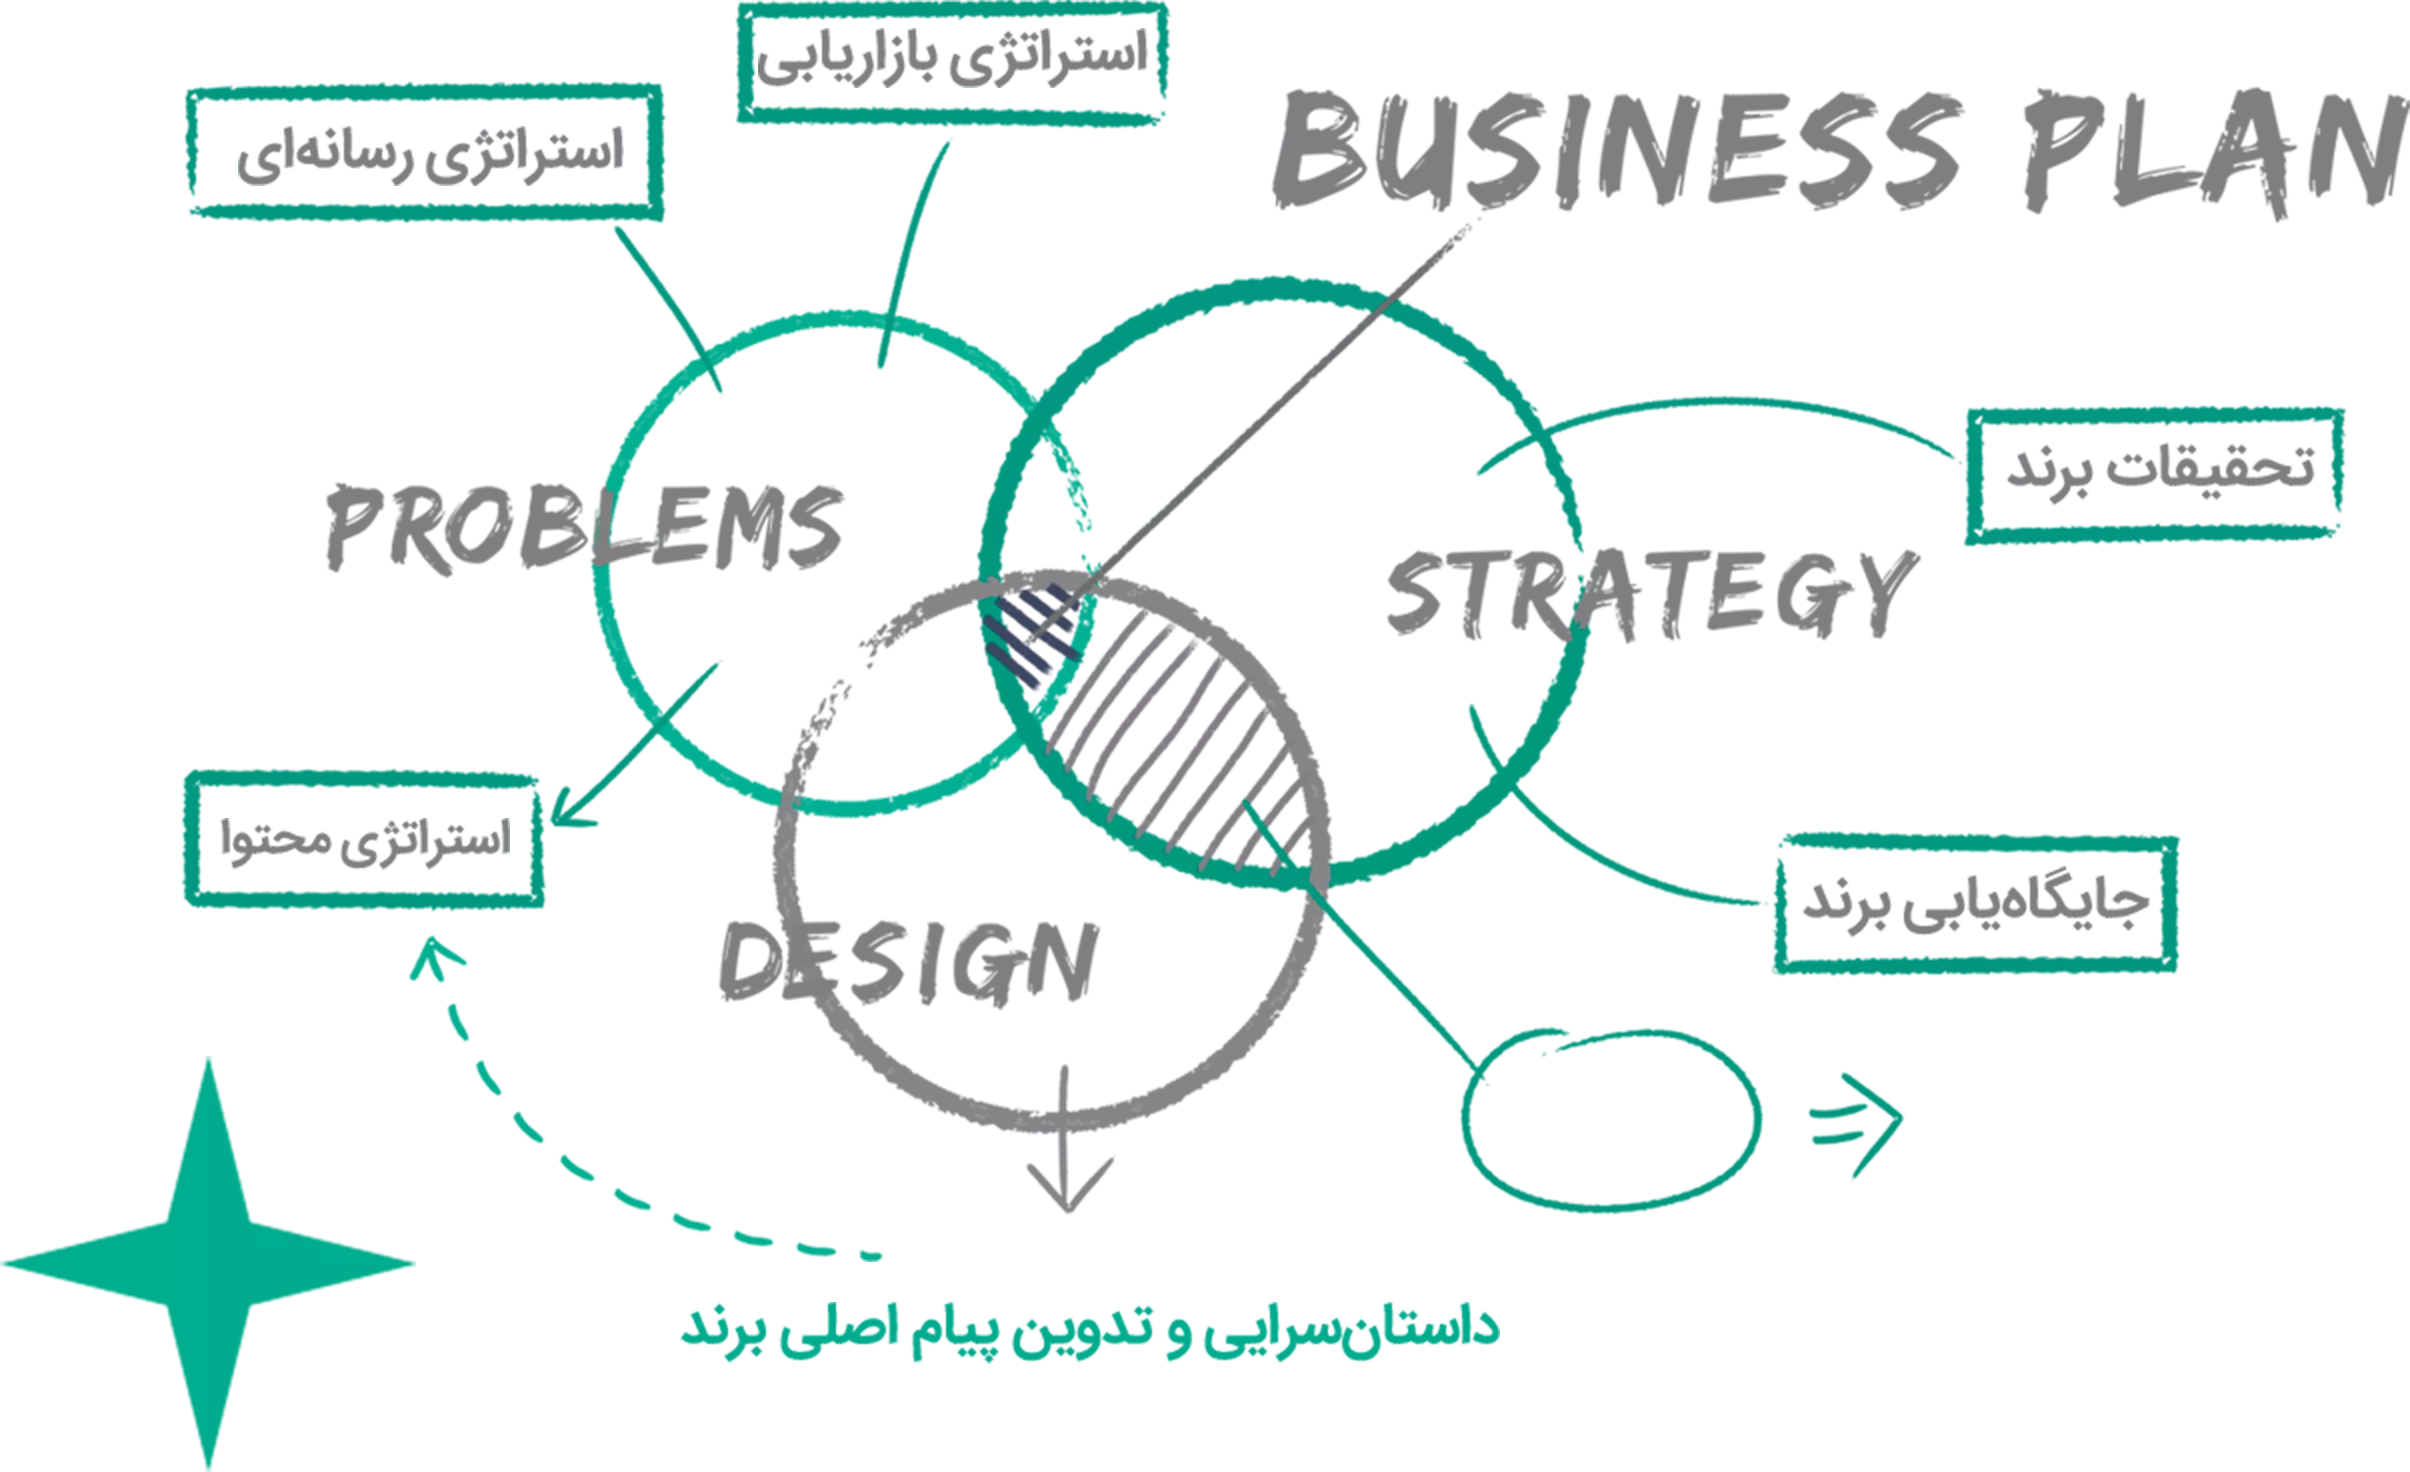 استراتژی بازاریابی
استراتژی رسانه‌ای
BUSINESS PLAN
تحقیقات برند
PROBLEMS
STRATEGY
استراتژی محتوا
جایگاه‌یابی برند
DESIGN
داستان‌سرایی و تدوین پیام اصلی برند